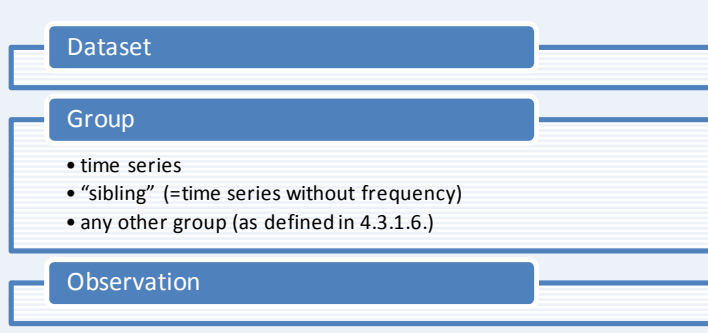 Dataset
Group
• time series
• “sibling” (=time series without frequency)
• any other group (as defined in 4.3.1.6.)
Observation